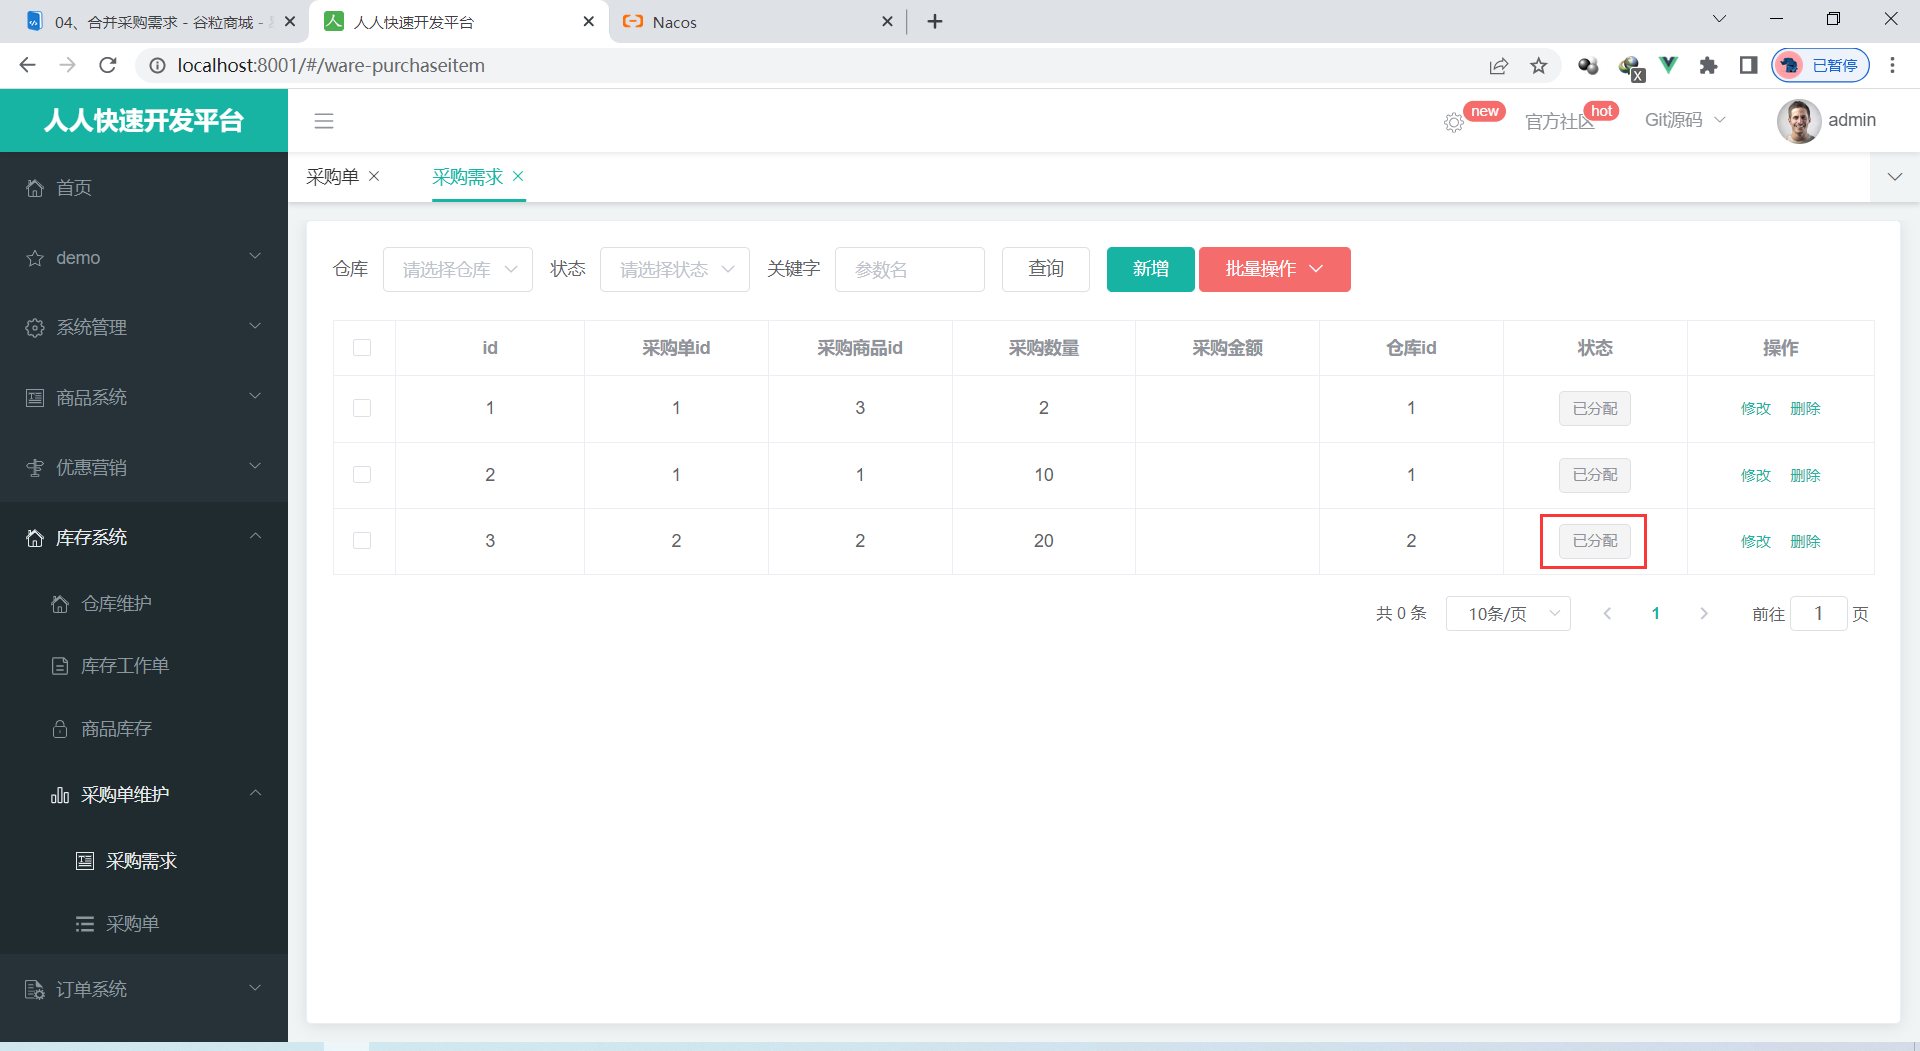 04、合并采购需求 - 谷粒商城 -
人人快速开发平台
Nacos
localhost:8001/#/ware-purchaseitem
X
已暂停
人人快速开发平台
new
官方社区
hot
Git源码
admin
首页
demo
系统管理
商品系统
优惠营销
库存系统
仓库维护
库存工作单
商品库存
采购单维护
采购需求
采购单
订单系统
采购单
采购需求
仓库 请选择仓库 状态 请选择状态 关键字 参数名 查询 新增 批量操作
id 采购单id 采购商品id 采购数量 采购金额 仓库id 状态 操作
1 1 3 2 1 已分配 修改 删除
2 1 1 10 1 已分配 修改 删除
3 2 2 20 2 已分配 修改 删除
共 0 条 10条/页 1 前往 1 页